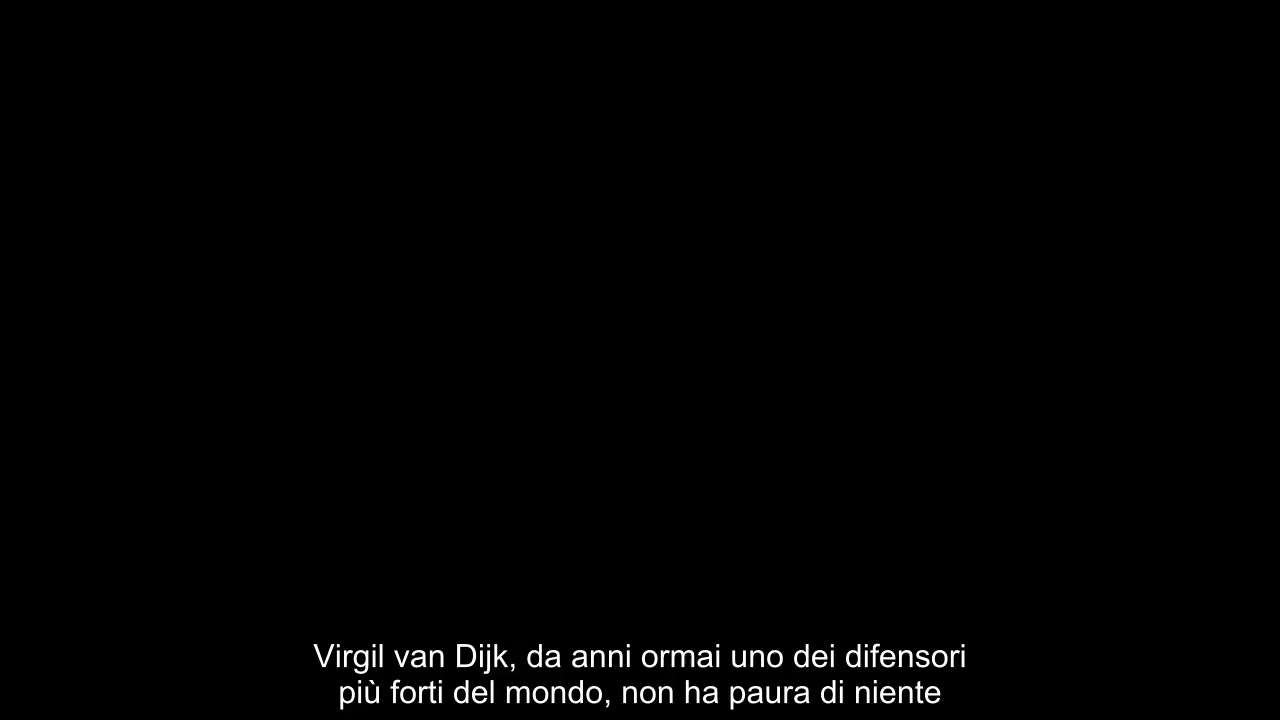 Virgil van Dijk, da anni ormai uno dei difensori
più forti del mondo, non ha paura di niente